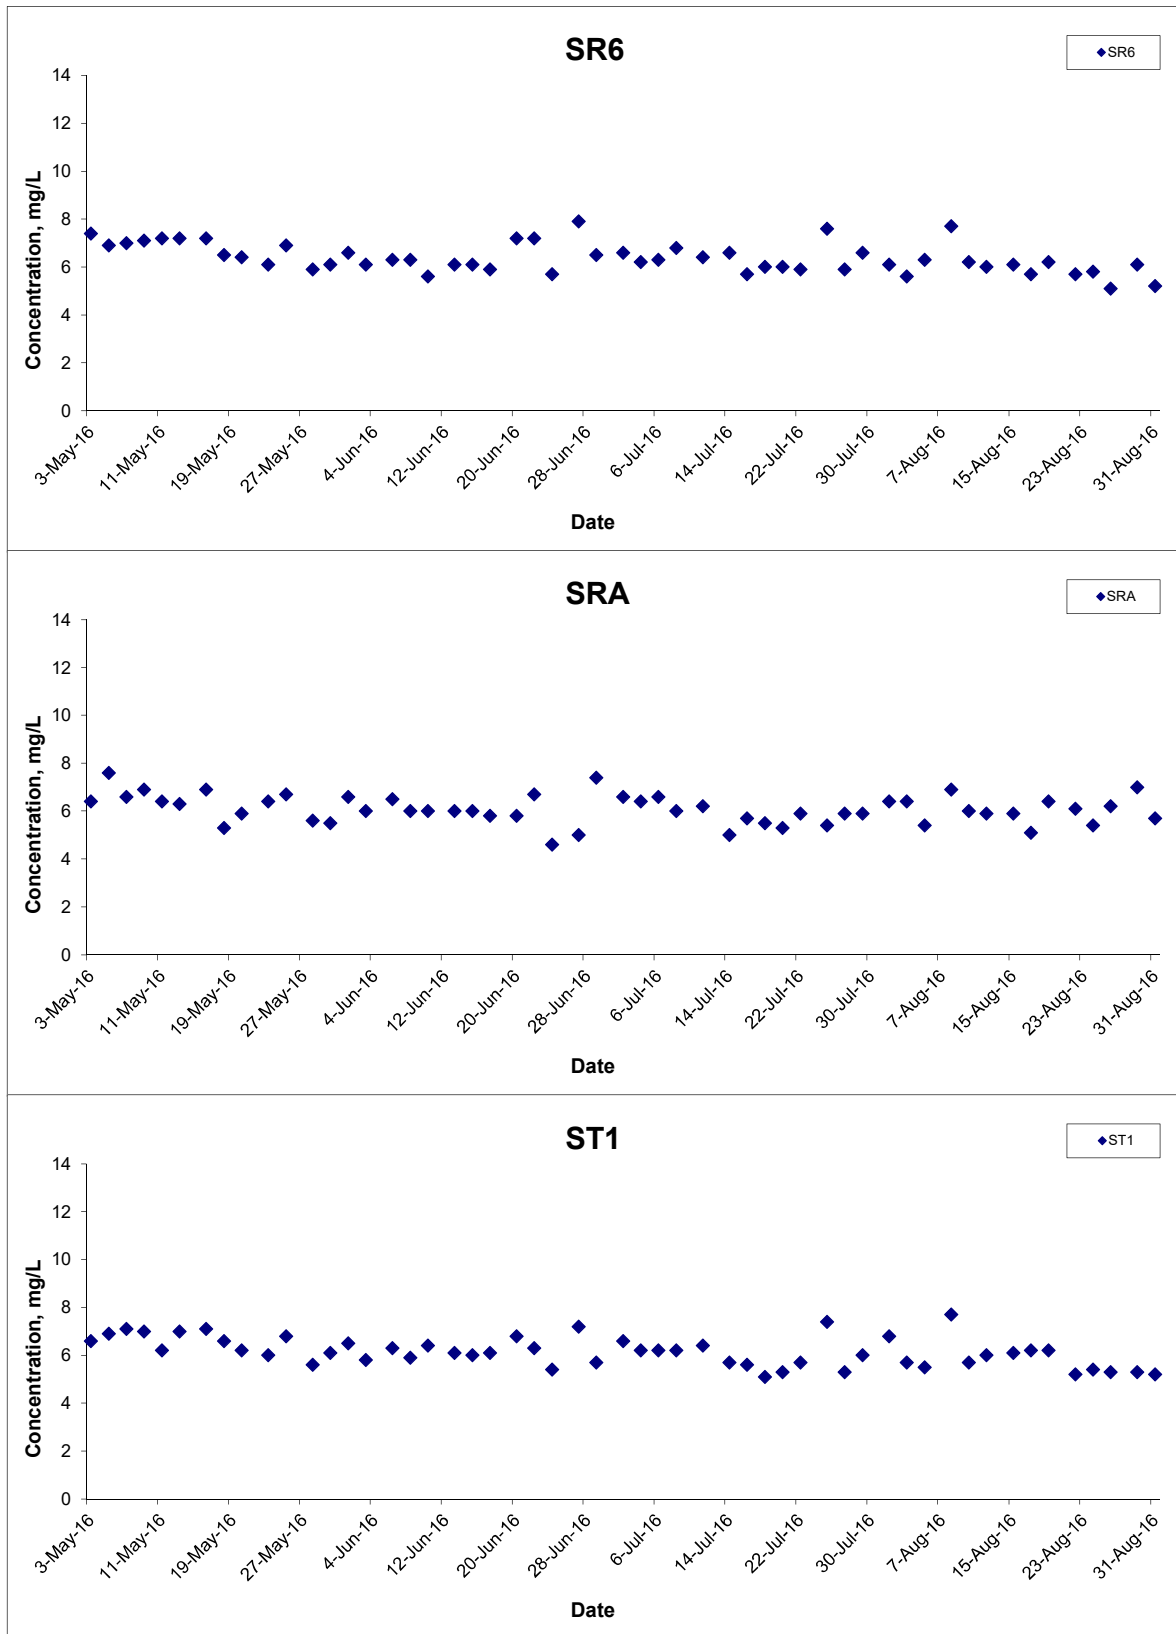 SR6
SR6
14
12
10
8
6
4
2
0
Concentration, mg/L
3-May-16
11-May-16
19-May-16
27-May-16
4-Jun-16
12-Jun-16
20-Jun-16
28-Jun-16
6-Jul-16
14-Jul-16
22-Jul-16
30-Jul-16
7-Aug-16
15-Aug-16
23-Aug-16
31-Aug-16
Date
SRA
SRA
14
12
10
8
6
4
2
0
Concentration, mg/L
3-May-16
11-May-16
19-May-16
27-May-16
4-Jun-16
12-Jun-16
20-Jun-16
28-Jun-16
6-Jul-16
14-Jul-16
22-Jul-16
30-Jul-16
7-Aug-16
15-Aug-16
23-Aug-16
31-Aug-16
Date
ST1
ST1
14
12
10
8
6
4
2
0
Concentration, mg/L
3-May-16
11-May-16
19-May-16
27-May-16
4-Jun-16
12-Jun-16
20-Jun-16
28-Jun-16
6-Jul-16
14-Jul-16
22-Jul-16
30-Jul-16
7-Aug-16
15-Aug-16
23-Aug-16
31-Aug-16
Date